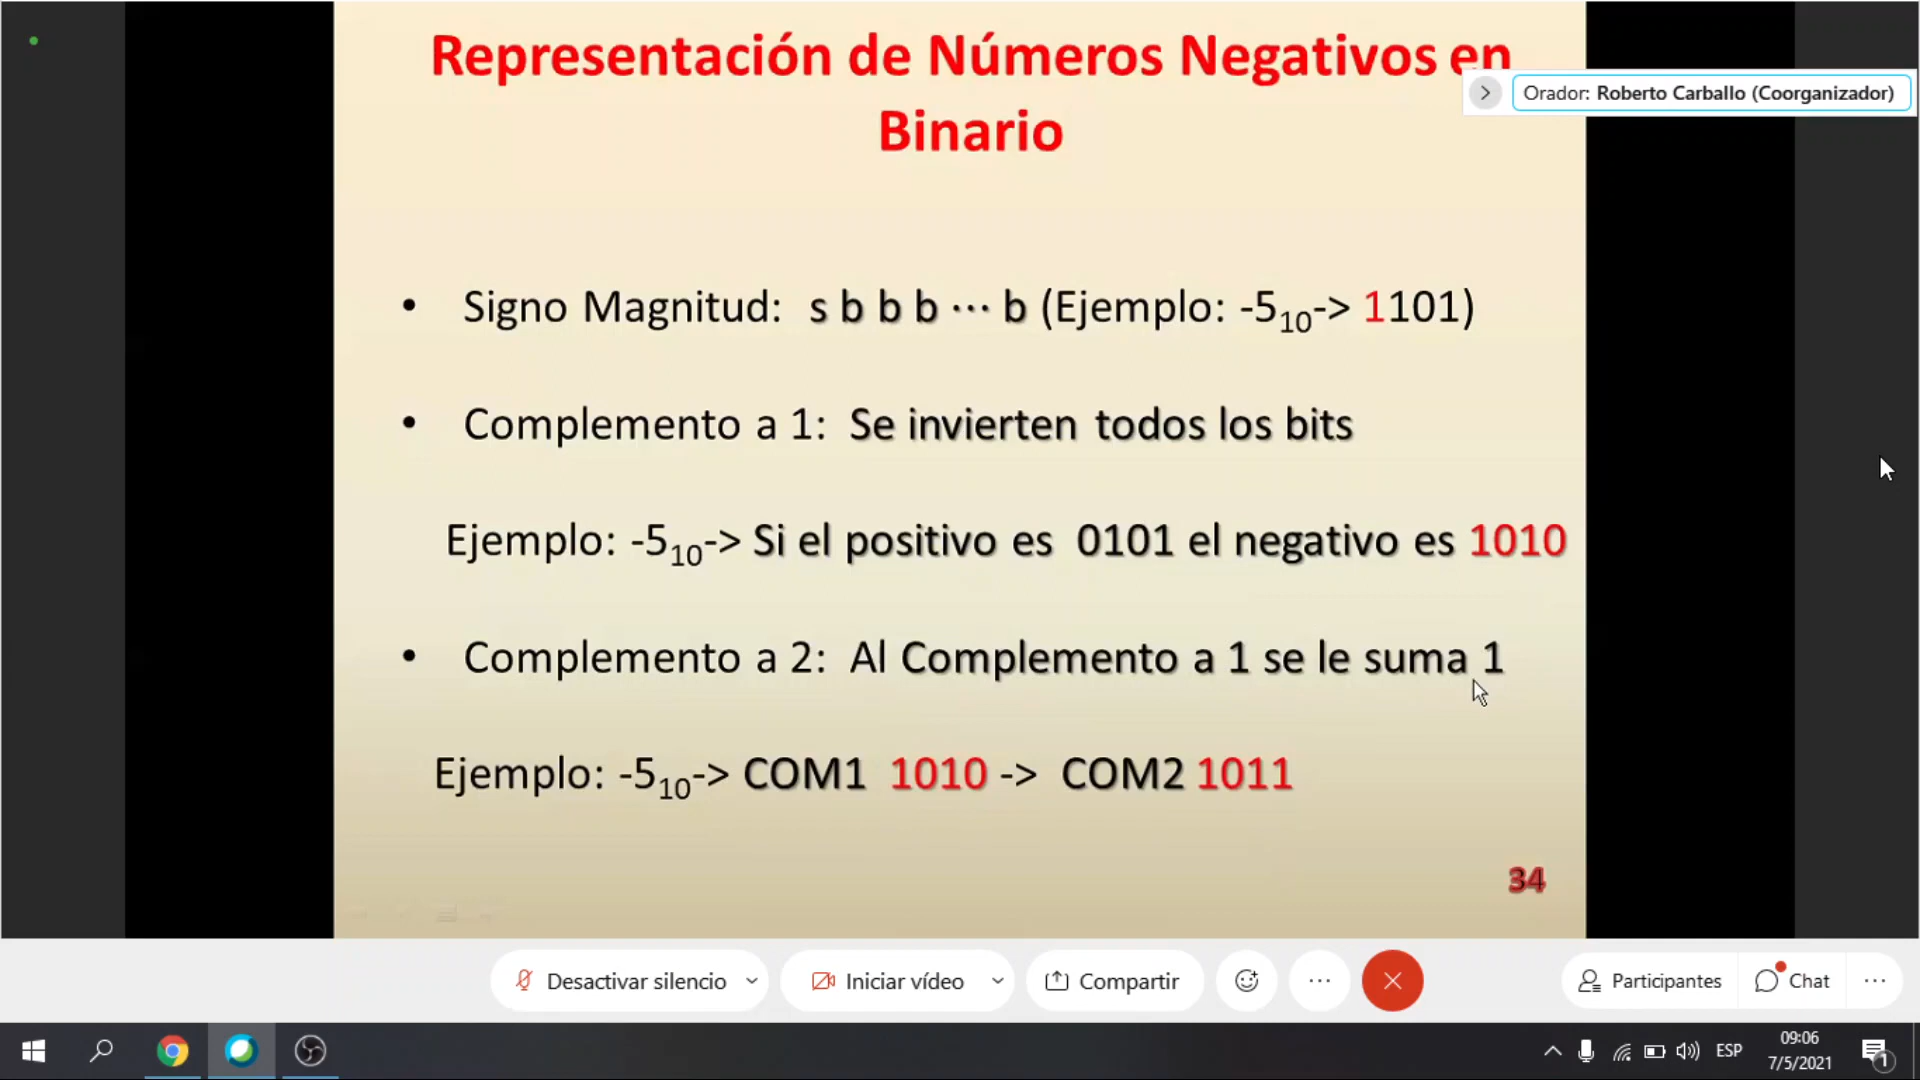 Representación de Números Negativos en
Binario
Orador: Roberto Carballo (Coorganizador)
• Signo Magnitud: s b b b ⋯ b (Ejemplo: -5₁₀-> 1101)
• Complemento a 1: Se invierten todos los bits
Ejemplo: -5₁₀-> Si el positivo es 0101 el negativo es 1010
• Complemento a 2: Al Complemento a 1 se le suma 1
Ejemplo: -5₁₀-> COM1 1010 -> COM2 1011
34
Desactivar silencio
Iniciar vídeo
Compartir
Participantes
Chat
ESP
09:06
7/5/2021
1